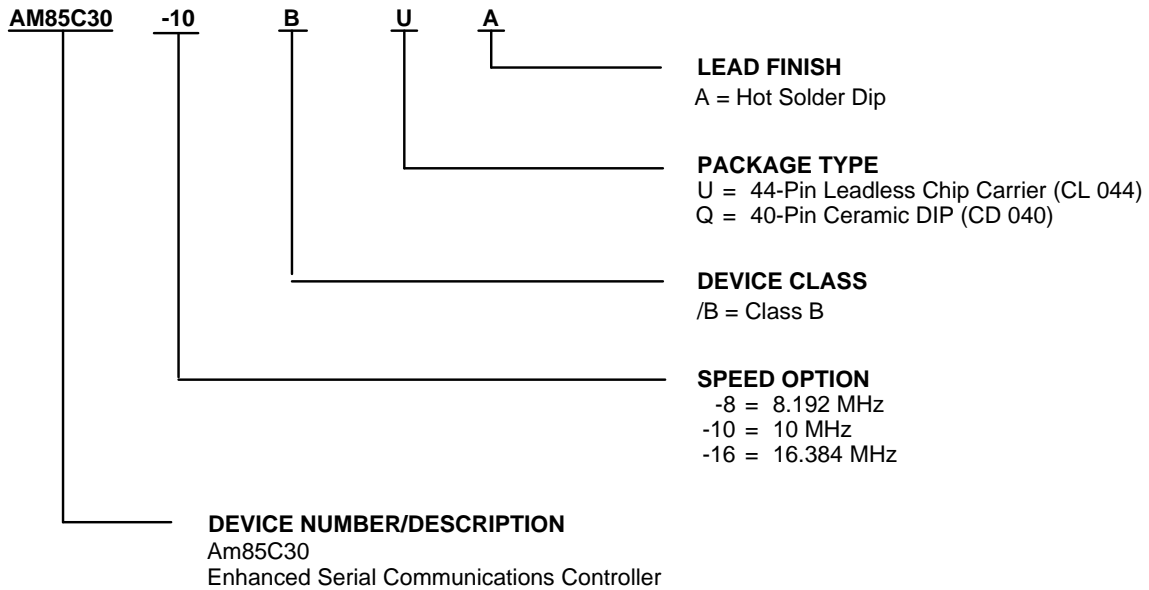 AM85C30 -10 B U A
LEAD FINISH
A = Hot Solder Dip
PACKAGE TYPE
U = 44-Pin Leadless Chip Carrier (CL 044)
Q = 40-Pin Ceramic DIP (CD 040)
DEVICE CLASS
/B = Class B
SPEED OPTION
-8 = 8.192 MHz
-10 = 10 MHz
-16 = 16.384 MHz
DEVICE NUMBER/DESCRIPTION
Am85C30
Enhanced Serial Communications Controller